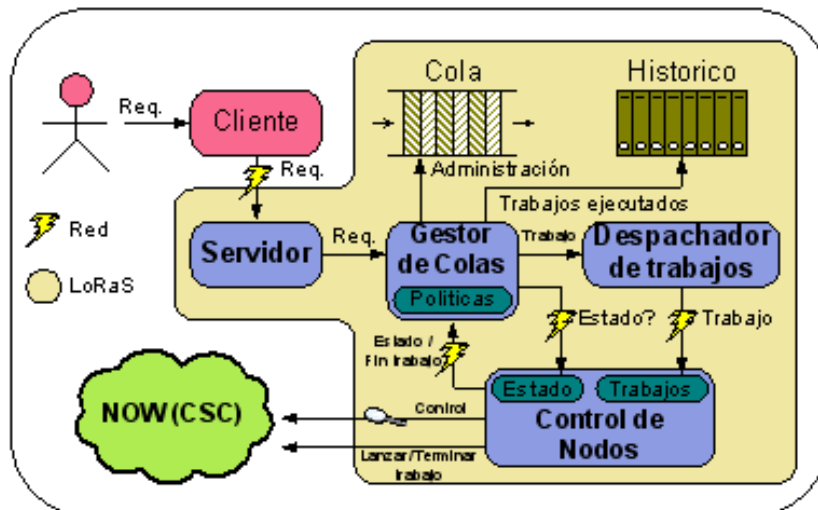 Cola
Historico
Req.
Cliente
Req.
Administración
Trabajos ejecutados
Red
Servidor
Req.
Gestor
de Colas
Trabajo
Despachador
de trabajos
LoRaS
Politicas
Estado?
Trabajo
Estado /
Fin trabajo
Estado
Trabajos
NOW(CSC)
Control
Control de
Nodos
Lanzar/Terminar
trabajo